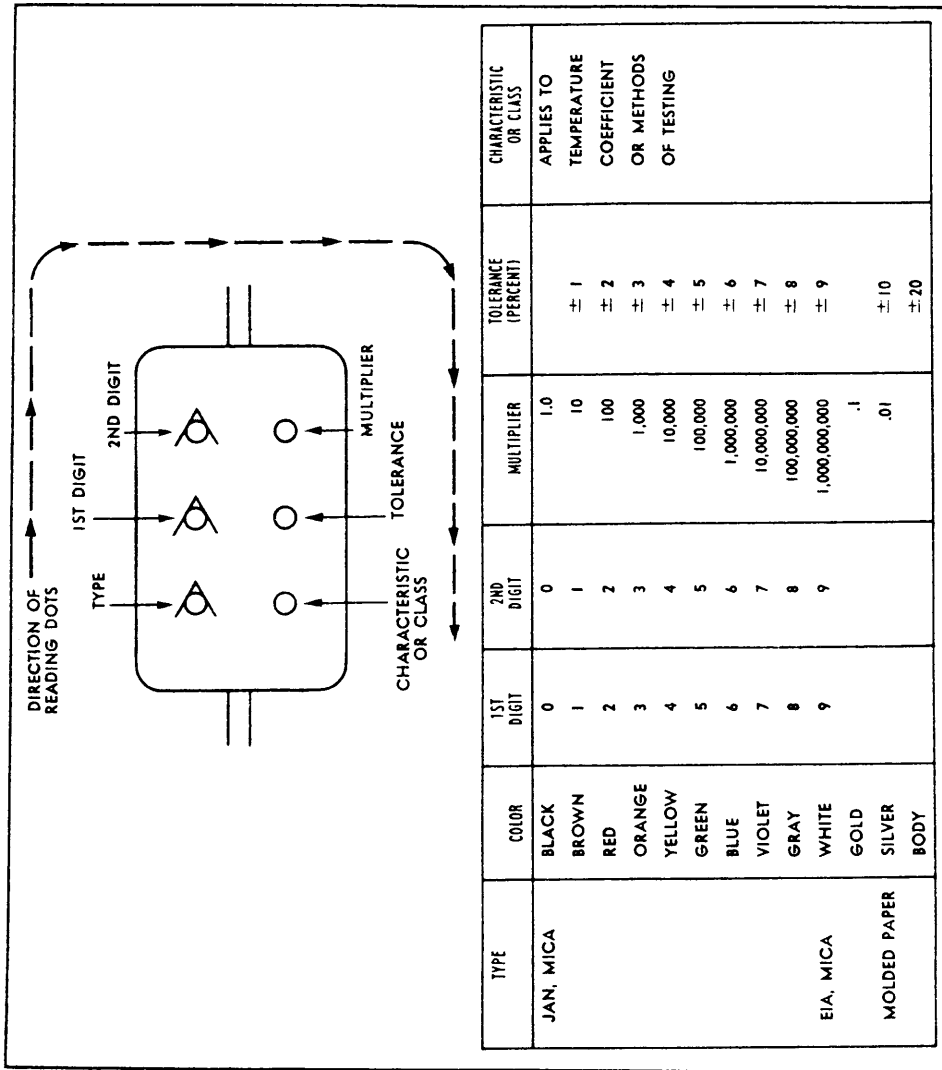 DIRECTION OF
READING DOTS
TYPE
1ST DIGIT
2ND DIGIT
CHARACTERISTIC
OR CLASS
TOLERANCE
MULTIPLIER
TYPE COLOR 1ST DIGIT 2ND DIGIT MULTIPLIER TOLERANCE (PERCENT) CHARACTERISTIC OR CLASS
JAN, MICA BLACK 0 0 1.0 APPLIES TO
BROWN 1 1 10 ± 1 TEMPERATURE
RED 2 2 100 ± 2 COEFFICIENT
ORANGE 3 3 1,000 ± 3 OR METHODS
YELLOW 4 4 10,000 ± 4 OF TESTING
GREEN 5 5 100,000 ± 5
BLUE 6 6 1,000,000 ± 6
VIOLET 7 7 10,000,000 ± 7
GRAY 8 8 100,000,000 ± 8
EIA, MICA WHITE 9 9 1,000,000,000 ± 9
GOLD .1
MOLDED PAPER SILVER .01 ±10
BODY ±20